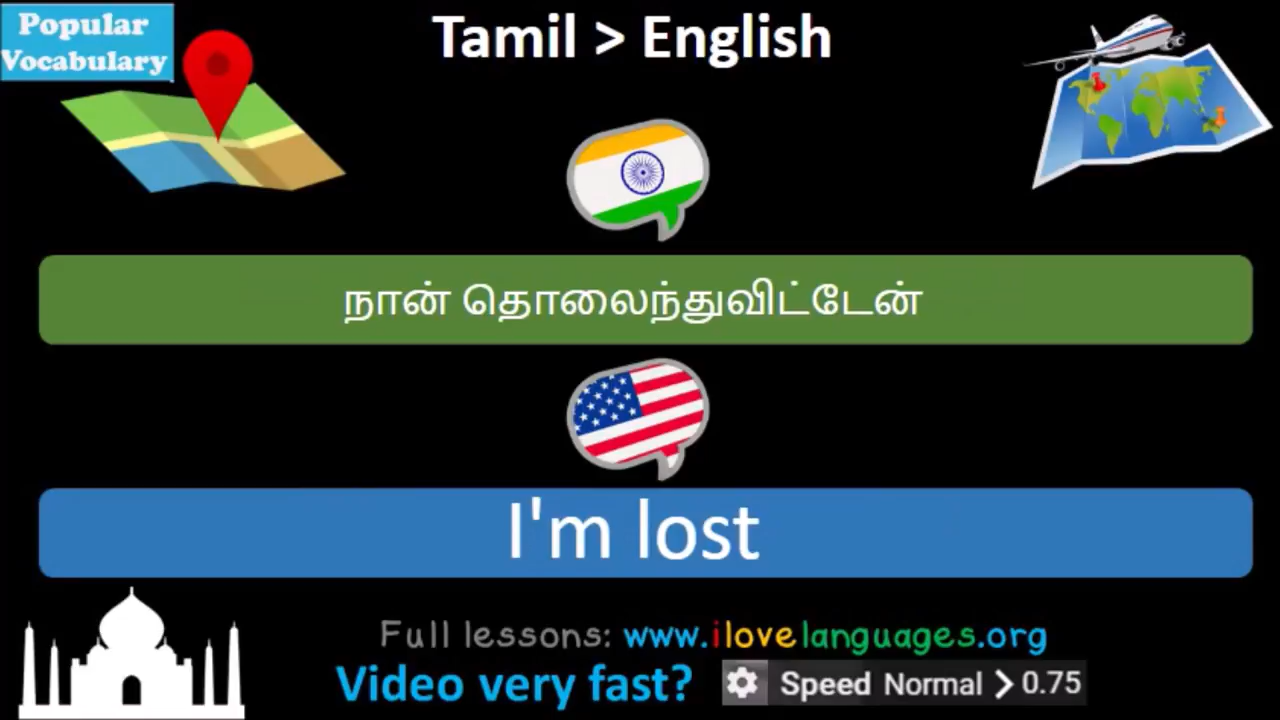 Popular
Vocabulary
Tamil > English
நான் தொலைந்துவிட்டேன்
I'm lost
Full lessons: www.ilovelanguages.org
Video very fast? Speed Normal > 0.75